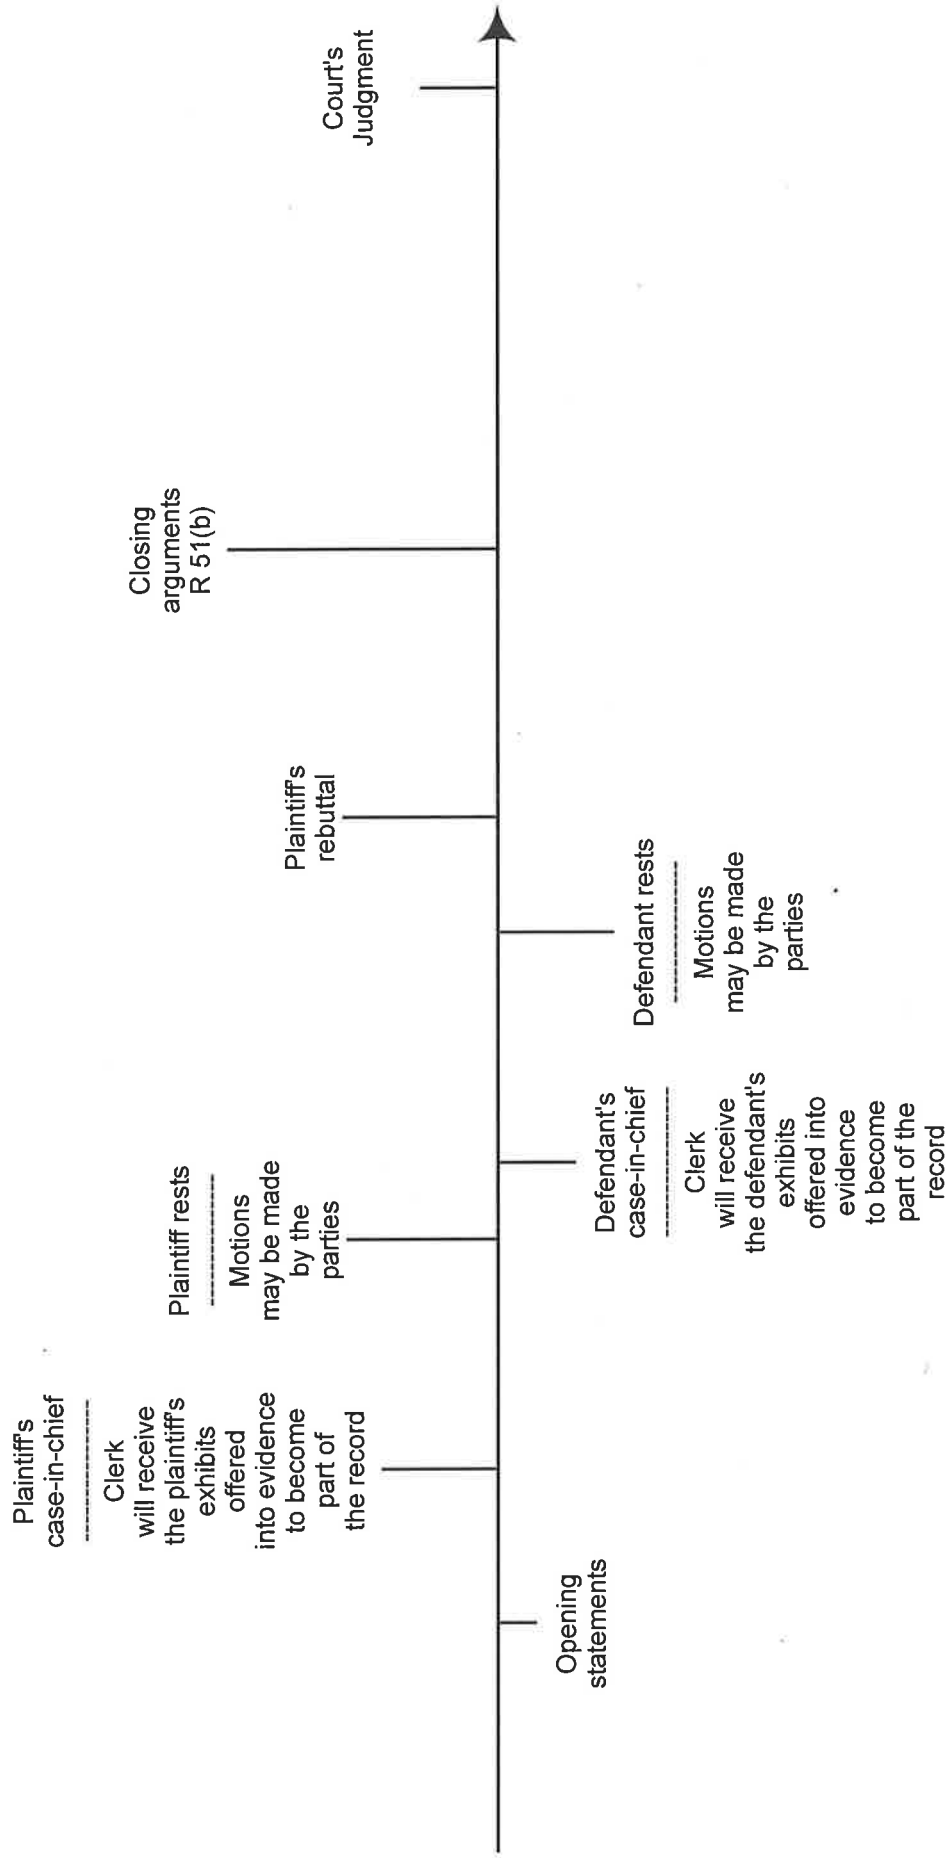 Opening
statements
Plaintiff's
case-in-chief
Clerk
will receive
the plaintiff's
exhibits
offered
into evidence
to become
part of
the record
Plaintiff rests
Motions
may be made
by the
parties
Defendant's
case-in-chief
Clerk
will receive
the defendant's
exhibits
offered into
evidence
to become
part of the
record
Defendant rests
Motions
may be made
by the
parties
Plaintiff's
rebuttal
Closing
arguments
R 51(b)
Court's
Judgment